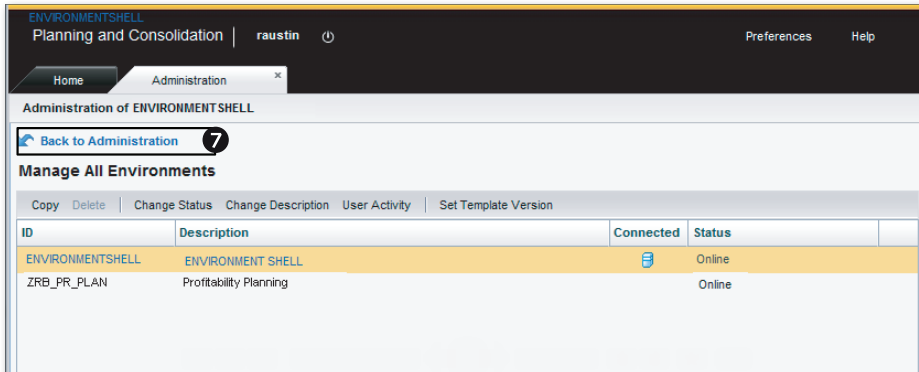 ENVIRONMENTSHELL
Planning and Consolidation | raustin Preferences Help
Home Administration ×
Administration of ENVIRONMENTSHELL
Back to Administration 7
Manage All Environments
Copy Delete | Change Status Change Description User Activity | Set Template Version
ID Description Connected Status
ENVIRONMENTSHELL ENVIRONMENT SHELL Online
ZRB_PR_PLAN Profitability Planning Online